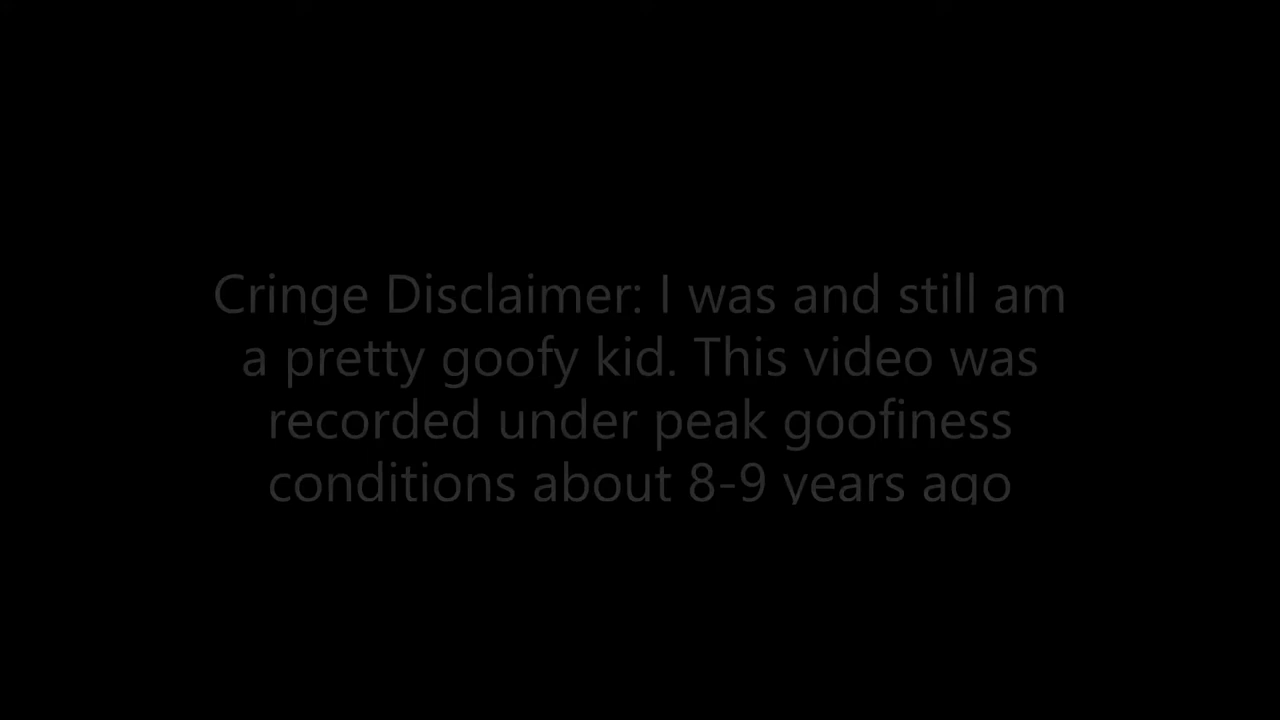 Cringe Disclaimer: I was and still am
a pretty goofy kid. This video was
recorded under peak goofiness
conditions about 8-9 years ago